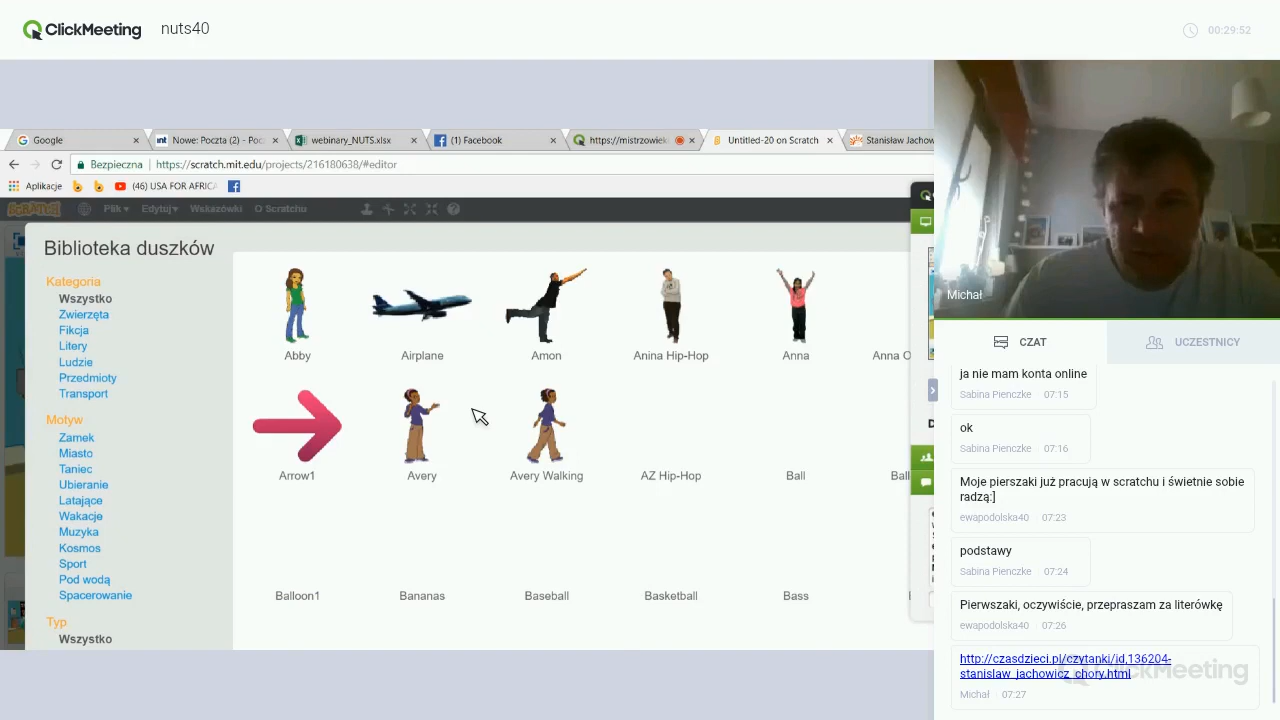 ClickMeeting
nuts40
00:29:52
Google
Nowe: Poczta (2) - Poc
webinary_NUTS.xlsx
(1) Facebook
https://mistrzowiek
Untitled-20 on Scratch
Stanisław Jachow
Bezpieczna
https://scratch.mit.edu/projects/216180638/#editor
Aplikacje
(46) USA FOR AFRICA
SCRATCH
Plik
Edytuj
Wskazówki
O Scratchu
Biblioteka duszków
Kategoria
Wszystko
Zwierzęta
Fikcja
Litery
Ludzie
Przedmioty
Transport
Motyw
Zamek
Miasto
Taniec
Ubieranie
Latające
Wakacje
Muzyka
Kosmos
Sport
Pod wodą
Spacerowanie
Typ
Wszystko
Abby
Airplane
Amon
Anina Hip-Hop
Anna
Anna O
Arrow1
Avery
Avery Walking
AZ Hip-Hop
Ball
Ball
Balloon1
Bananas
Baseball
Basketball
Bass
Michał
CZAT
UCZESTNICY
ja nie mam konta online
Sabina Pienczke 07:15
ok
Sabina Pienczke 07:16
Moje pierszaki już pracują w scratchu i świetnie sobie
radzą:]
ewapodolska40 07:23
podstawy
Sabina Pienczke 07:24
Pierwszaki, oczywiście, przepraszam za literówkę
ewapodolska40 07:26
http://czasdzieci.pl/czytanki/id,136204-
stanislaw_jachowicz_chory.html
Michał 07:27
ClickMeeting